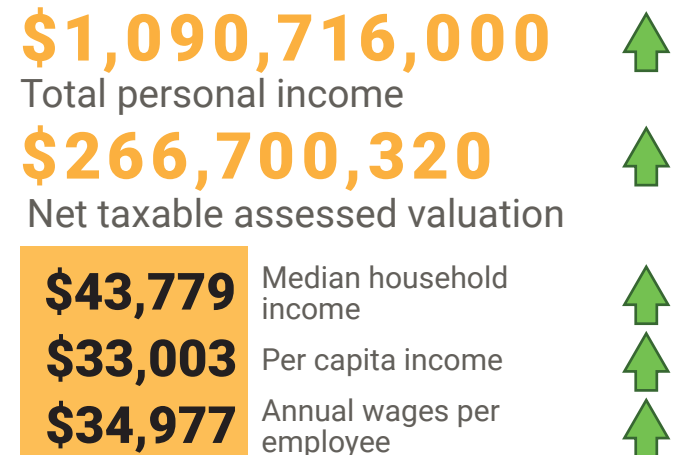 $1,090,716,000
Total personal income
$266,700,320
Net taxable assessed valuation
$43,779
Median household
income
$33,003
Per capita income
$34,977
Annual wages per
employee